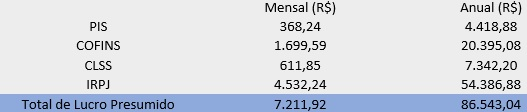 Mensal (R$) Anual (R$)
PIS 368,24 4.418,88
COFINS 1.699,59 20.395,08
CLSS 611,85 7.342,20
IRPJ 4.532,24 54.386,88
Total de Lucro Presumido 7.211,92 86.543,04